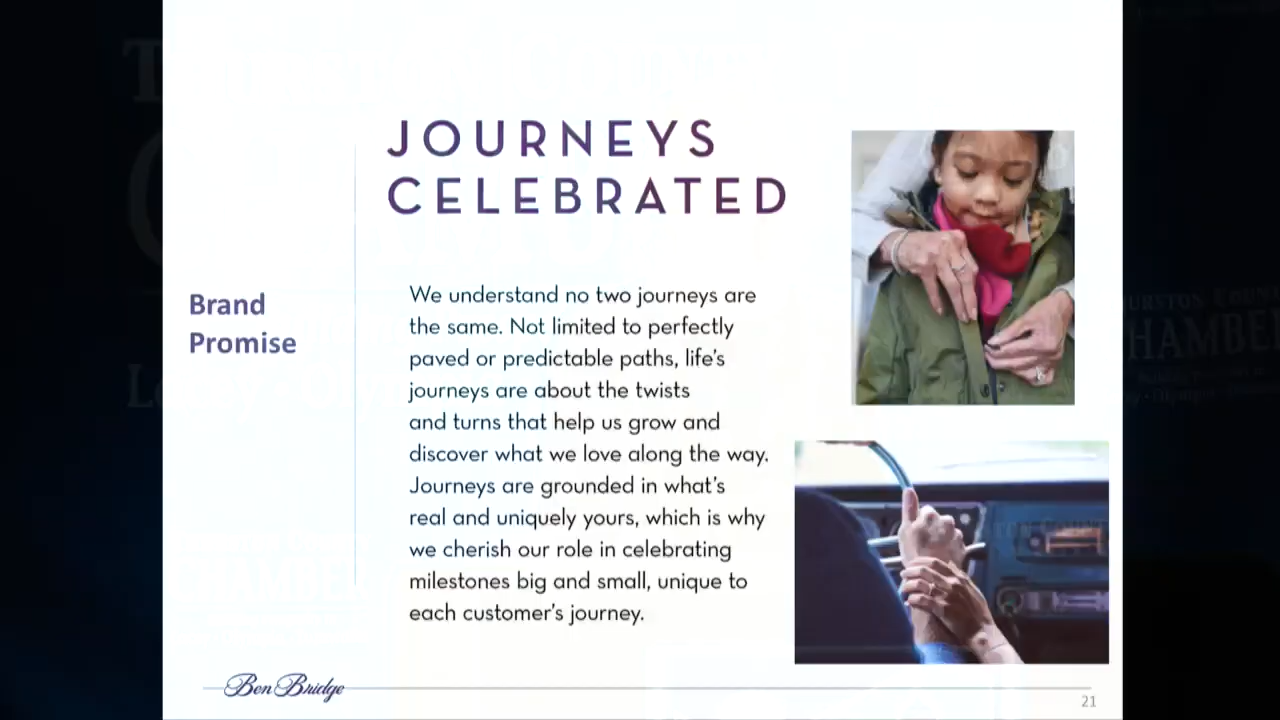 JOURNEYS
CELEBRATED
Brand
Promise
We understand no two journeys are
the same. Not limited to perfectly
paved or predictable paths, life's
journeys are about the twists
and turns that help us grow and
discover what we love along the way.
Journeys are grounded in what's
real and uniquely yours, which is why
we cherish our role in celebrating
milestones big and small, unique to
each customer's journey.
Ben Bridge
21